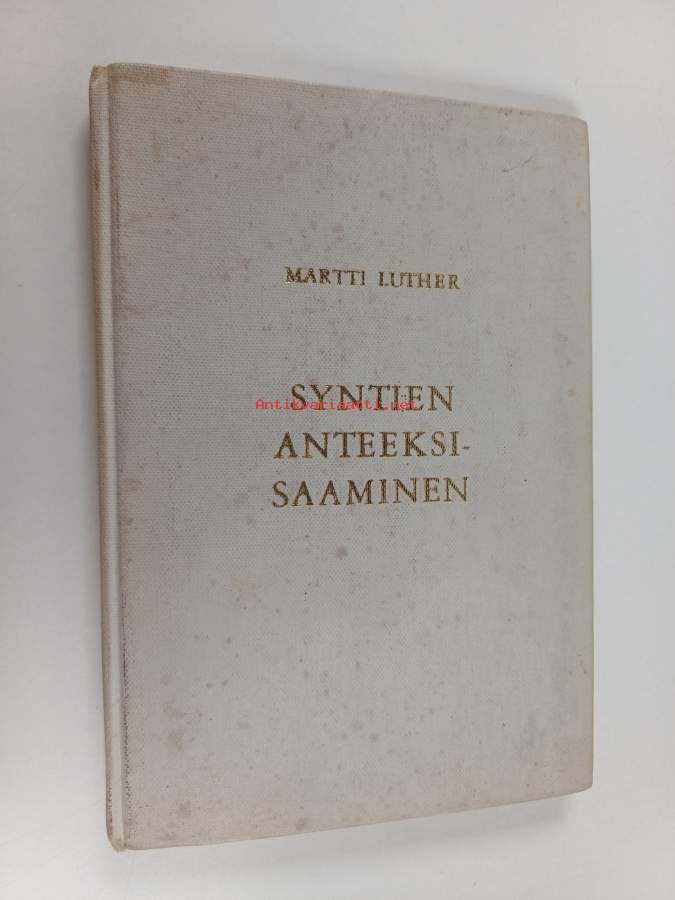 MARTTI LUTHER
SYNTIEN
Antikvariaatti.net
ANTEEKSI-
SAAMINEN